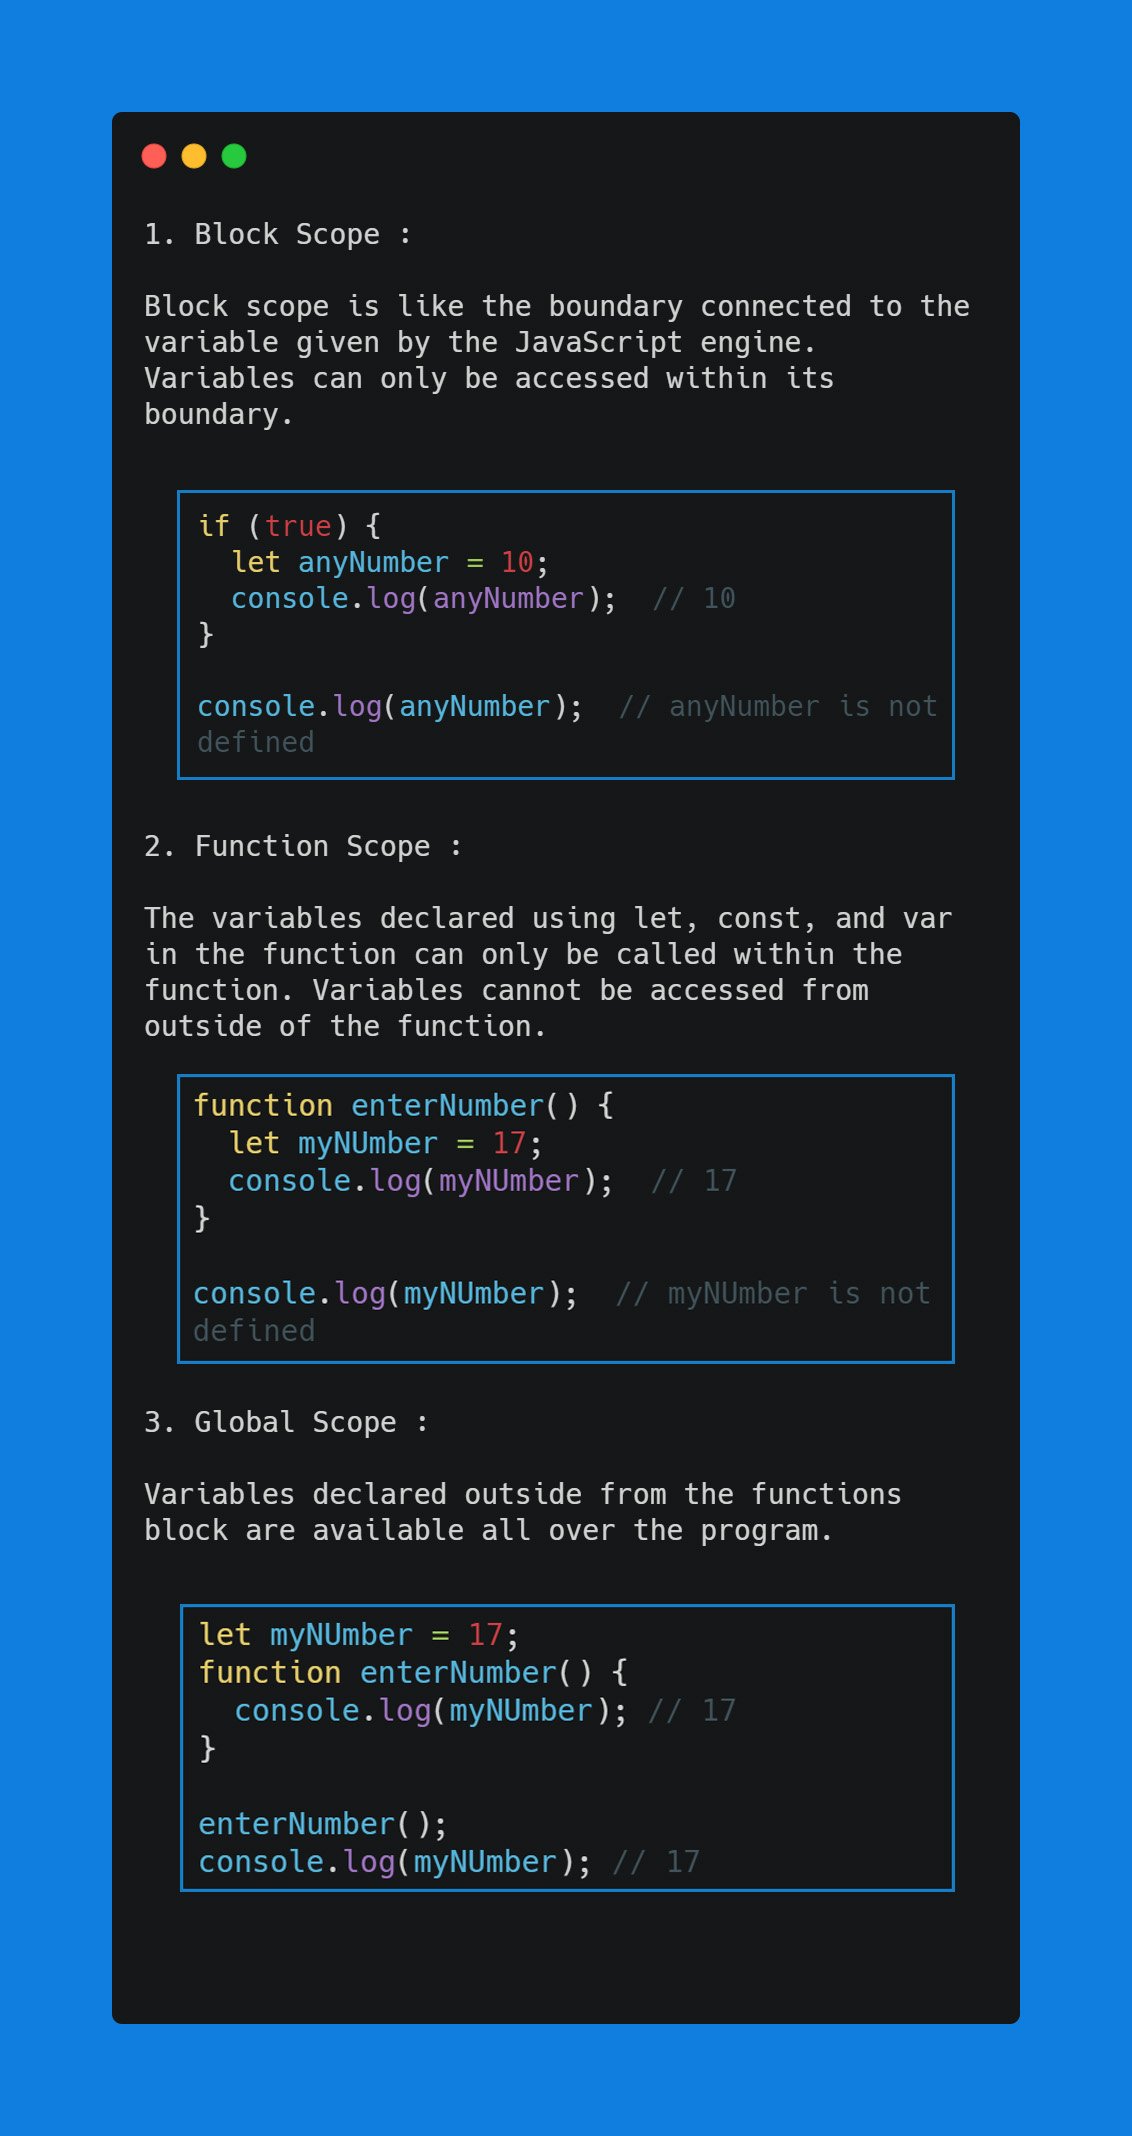 1. Block Scope :
Block scope is like the boundary connected to the
variable given by the JavaScript engine.
Variables can only be accessed within its
boundary.
if (true) {
  let anyNumber = 10;
  console.log(anyNumber);  // 10
}
console.log(anyNumber);  // anyNumber is not
defined
2. Function Scope :
The variables declared using let, const, and var
in the function can only be called within the
function. Variables cannot be accessed from
outside of the function.
function enterNumber() {
  let myNUmber = 17;
  console.log(myNUmber);  // 17
}
console.log(myNUmber);  // myNUmber is not
defined
3. Global Scope :
Variables declared outside from the functions
block are available all over the program.
let myNUmber = 17;
function enterNumber() {
  console.log(myNUmber); // 17
}
enterNumber();
console.log(myNUmber); // 17